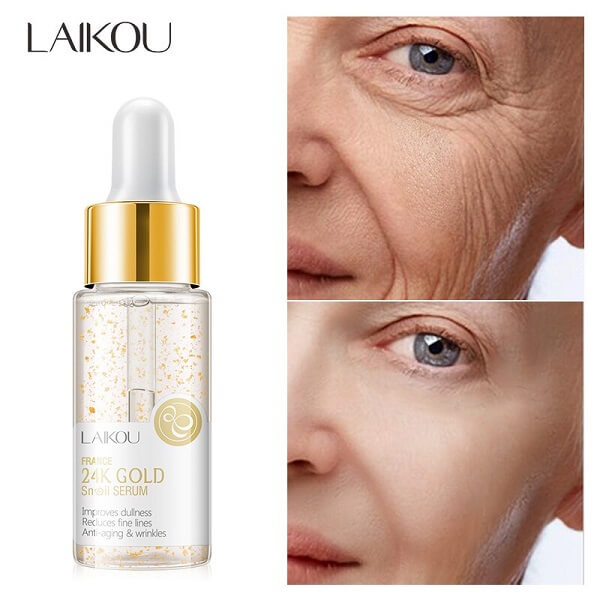 LAIKOU
LAIKOU
FRANCE
24K GOLD
Snail SERUM
Improves dullness
Reduces fine lines
Anti-aging & wrinkles